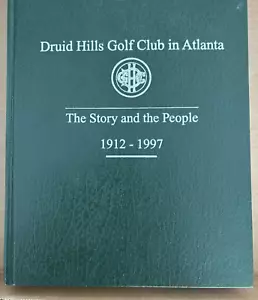 Druid Hills Golf Club in Atlanta
The Story and the People
1912 - 1997